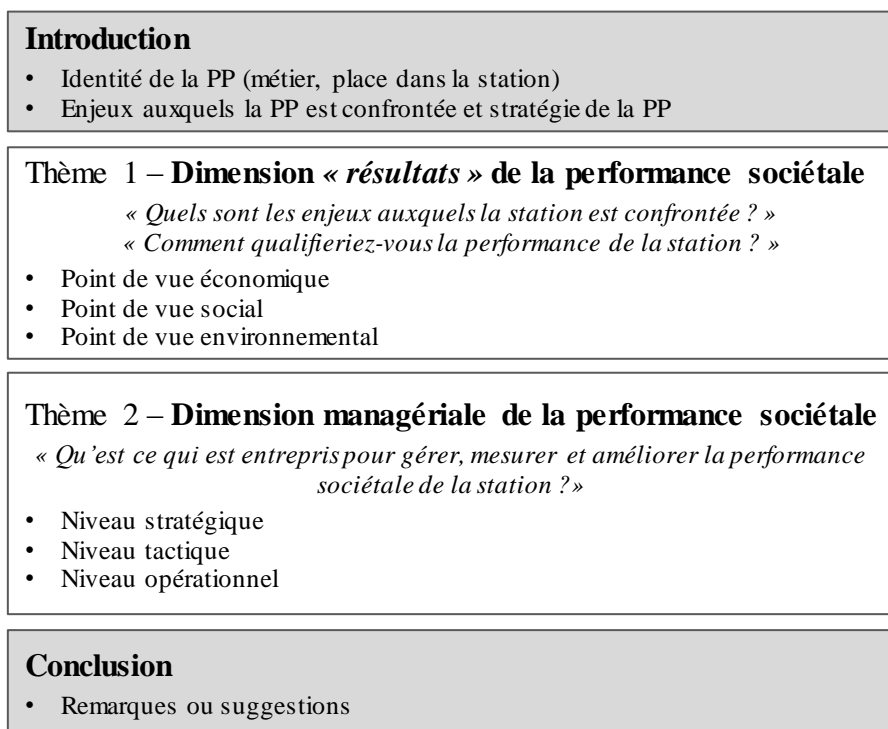 Introduction
• Identité de la PP (métier, place dans la station)
• Enjeux auxquels la PP est confrontée et stratégie de la PP
Thème 1 – Dimension « résultats » de la performance sociétale
« Quels sont les enjeux auxquels la station est confrontée ? »
« Comment qualifieriez-vous la performance de la station ? »
• Point de vue économique
• Point de vue social
• Point de vue environnemental
Thème 2 – Dimension managériale de la performance sociétale
« Qu’est ce qui est entrepris pour gérer, mesurer et améliorer la performance
sociétale de la station ?»
• Niveau stratégique
• Niveau tactique
• Niveau opérationnel
Conclusion
• Remarques ou suggestions